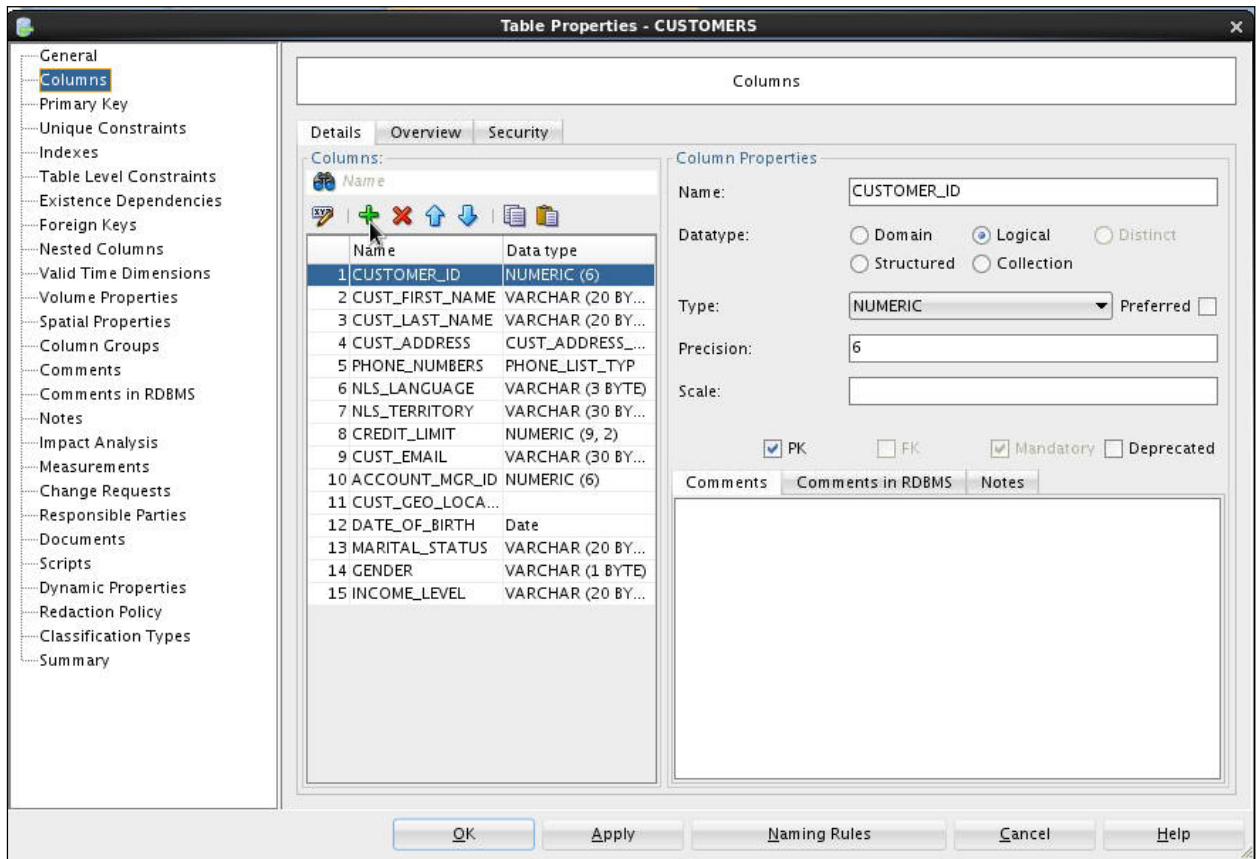 Table Properties - CUSTOMERS
General
Columns
Primary Key
Unique Constraints
Indexes
Table Level Constraints
Existence Dependencies
Foreign Keys
Nested Columns
Valid Time Dimensions
Volume Properties
Spatial Properties
Column Groups
Comments
Comments in RDBMS
Notes
Impact Analysis
Measurements
Change Requests
Responsible Parties
Documents
Scripts
Dynamic Properties
Redaction Policy
Classification Types
Summary
Columns
Details Overview Security
Columns:
Name
Name Data type
1 CUSTOMER_ID NUMERIC (6)
2 CUST_FIRST_NAME VARCHAR (20 BY...
3 CUST_LAST_NAME VARCHAR (20 BY...
4 CUST_ADDRESS CUST_ADDRESS_...
5 PHONE_NUMBERS PHONE_LIST_TYP
6 NLS_LANGUAGE VARCHAR (3 BYTE)
7 NLS_TERRITORY VARCHAR (30 BY...
8 CREDIT_LIMIT NUMERIC (9, 2)
9 CUST_EMAIL VARCHAR (30 BY...
10 ACCOUNT_MGR_ID NUMERIC (6)
11 CUST_GEO_LOCA...
12 DATE_OF_BIRTH Date
13 MARITAL_STATUS VARCHAR (20 BY...
14 GENDER VARCHAR (1 BYTE)
15 INCOME_LEVEL VARCHAR (20 BY...
Column Properties
Name: CUSTOMER_ID
Datatype: Domain Logical Distinct
Structured Collection
Type: NUMERIC Preferred
Precision: 6
Scale:
PK FK Mandatory Deprecated
Comments Comments in RDBMS Notes
OK Apply Naming Rules Cancel Help